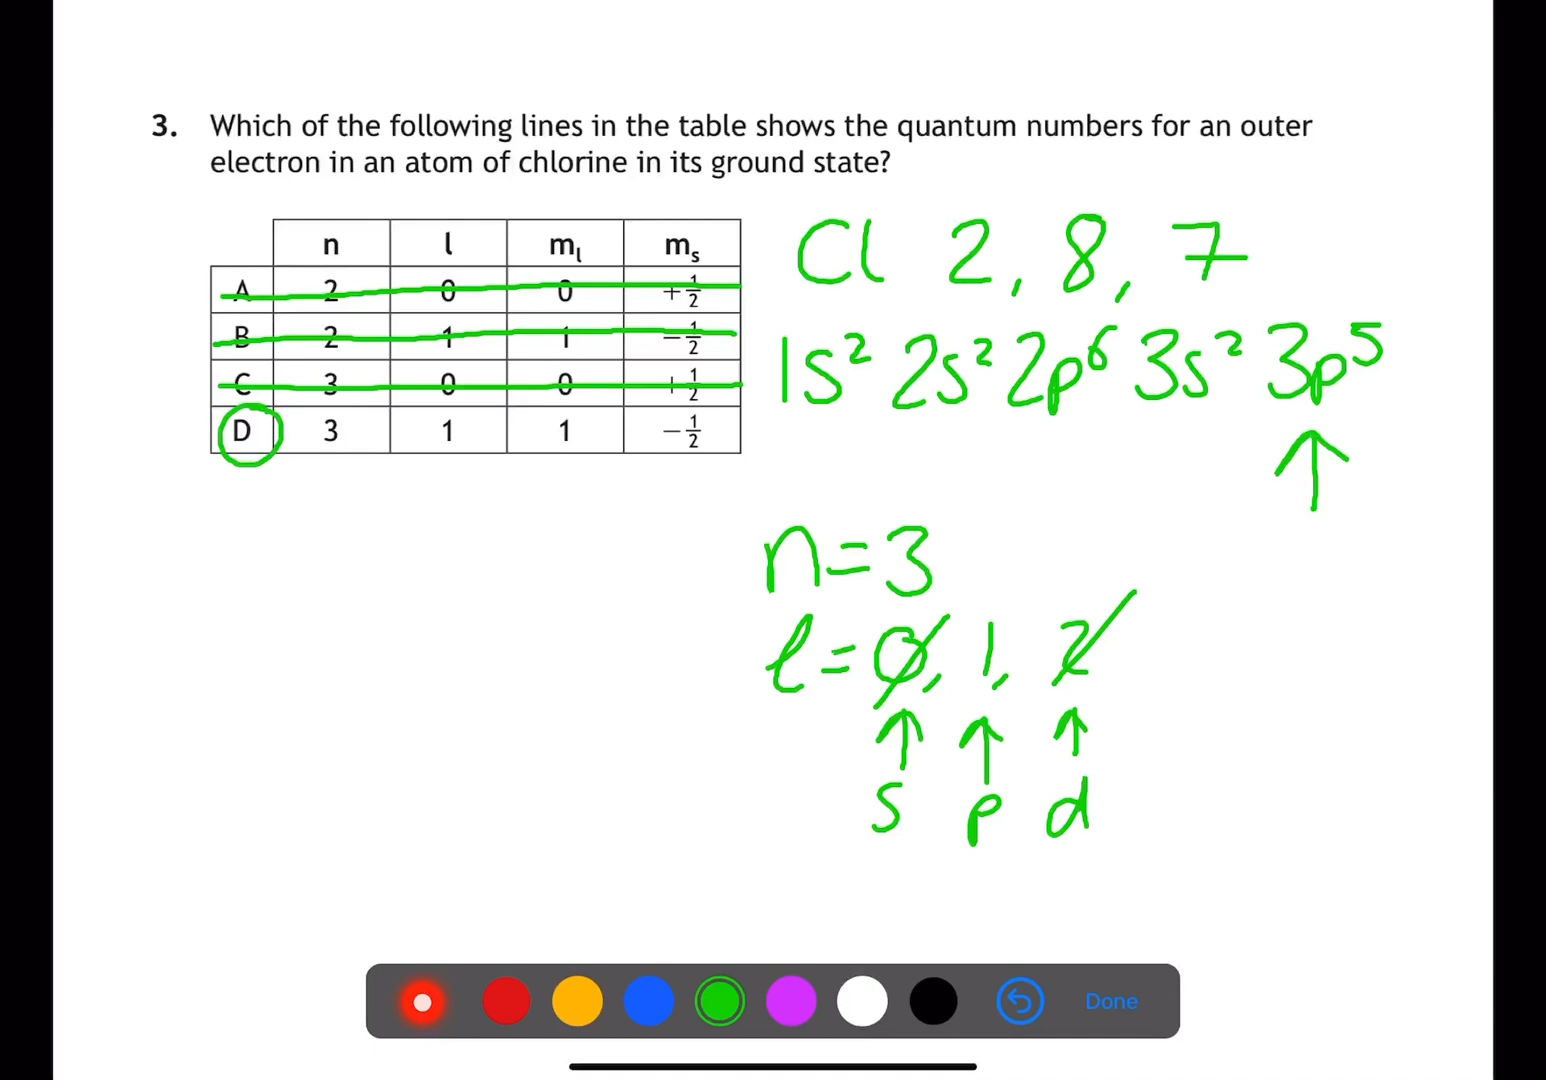 3. Which of the following lines in the table shows the quantum numbers for an outer
electron in an atom of chlorine in its ground state?
n l mₗ mₛ
A 2 0 0 +½
B 2 1 1 −½
C 3 0 0 +½
D 3 1 1 −½
Cl 2, 8, 7
1s² 2s² 2p⁶ 3s² 3p⁵
n=3
l=0, 1, 2
s p d
Done